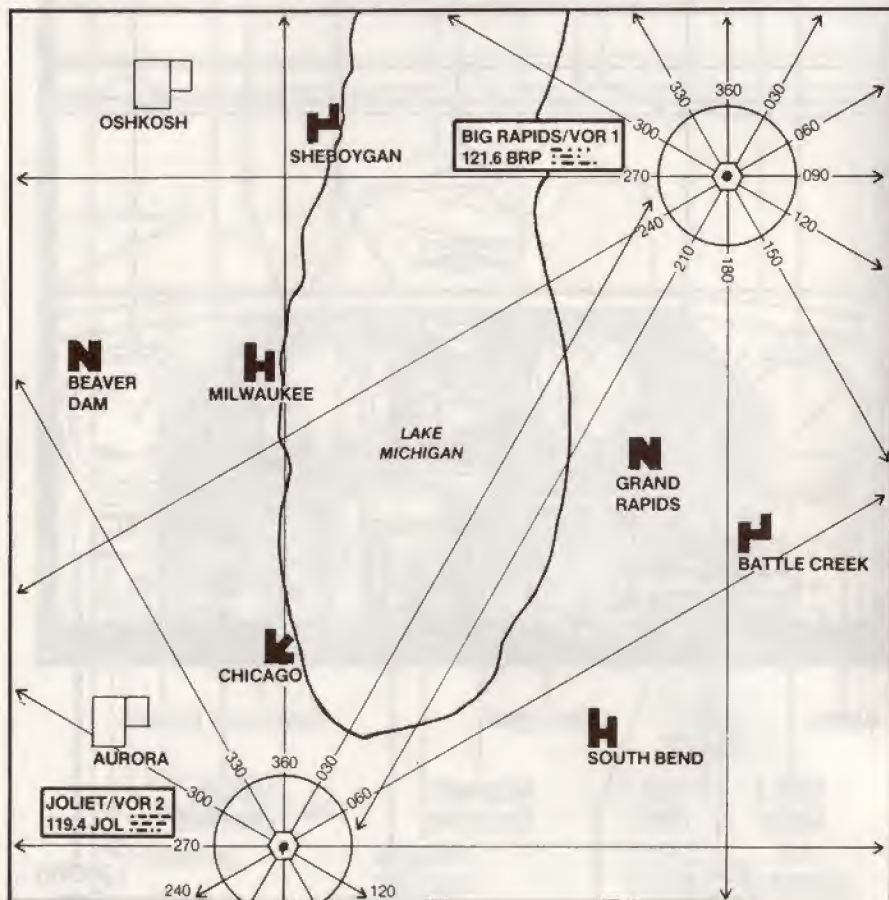 OSHKOSH
SHEBOYGAN
BIG RAPIDS/VOR 1
121.6 BRP
330
360
030
300
060
270
090
240
120
210
180
150
BEAVER
DAM
MILWAUKEE
LAKE
MICHIGAN
GRAND
RAPIDS
BATTLE CREEK
CHICAGO
AURORA
SOUTH BEND
JOLIET/VOR 2
119.4 JOL
330
360
030
300
060
270
240
120